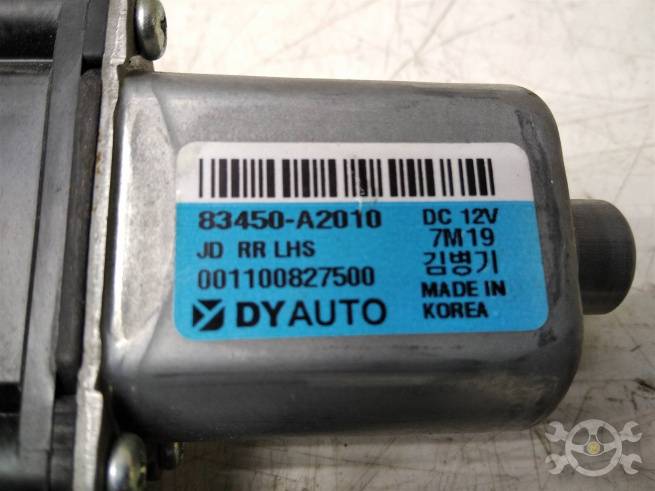 83450-A2010 DC 12V
JD RR LHS 7M19
001100827500 김병기
DYAUTO MADE IN
KOREA